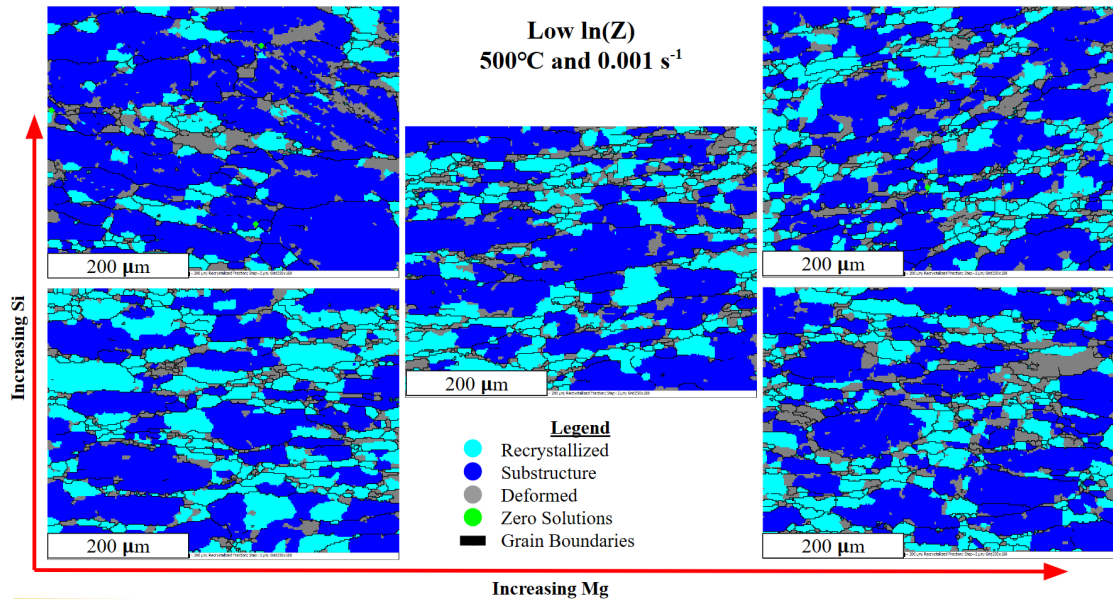 Low ln(Z)
500°C and 0.001 s⁻¹
200 μm
200 μm
200 μm
200 μm
200 μm
Increasing Si
Legend
Recrystallized
Substructure
Deformed
Zero Solutions
Grain Boundaries
Increasing Mg